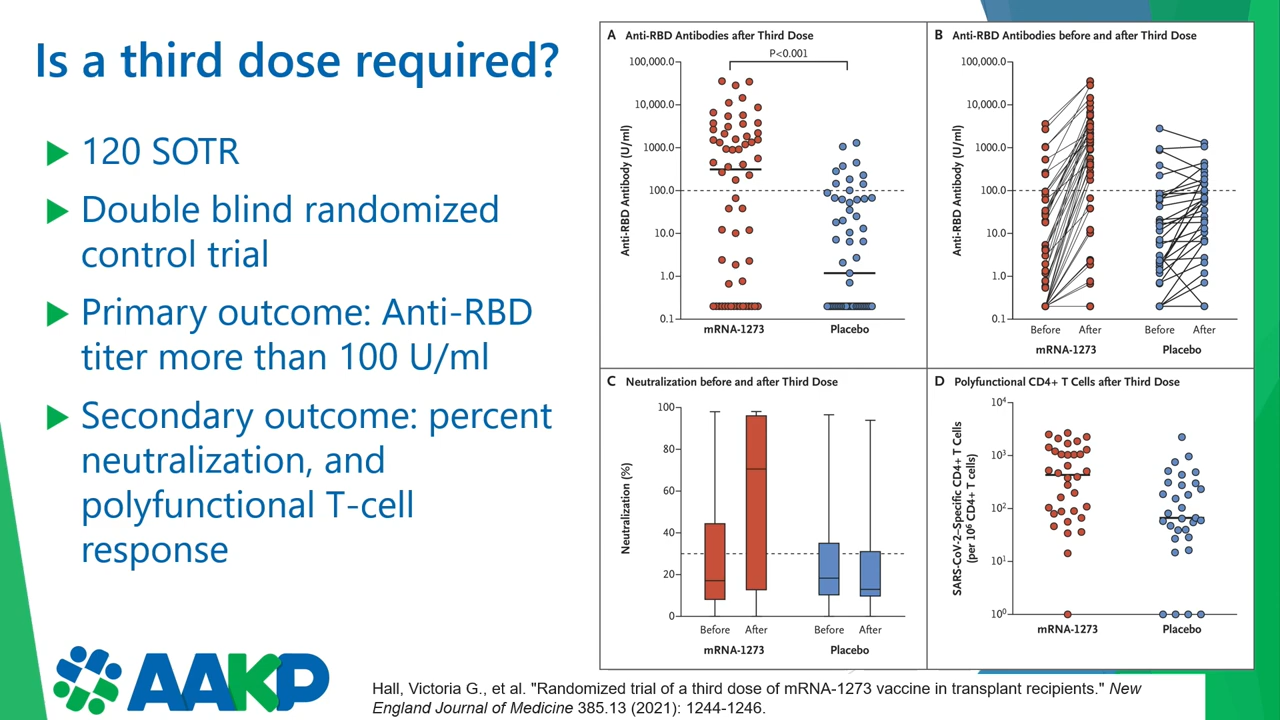 Is a third dose required?
120 SOTR
Double blind randomized
control trial
Primary outcome: Anti-RBD
titer more than 100 U/ml
Secondary outcome: percent
neutralization, and
polyfunctional T-cell
response
AAKP
A Anti-RBD Antibodies after Third Dose
P<0.001
Anti-RBD Antibody (U/ml)
100,000.0
10,000.0
1000.0
100.0
10.0
1.0
0.1
mRNA-1273 Placebo
B Anti-RBD Antibodies before and after Third Dose
Anti-RBD Antibody (U/ml)
100,000.0
10,000.0
1000.0
100.0
10.0
1.0
0.1
Before After Before After
mRNA-1273 Placebo
C Neutralization before and after Third Dose
Neutralization (%)
100
80
60
40
20
0
Before After Before After
mRNA-1273 Placebo
D Polyfunctional CD4+ T Cells after Third Dose
SARS-CoV-2–Specific CD4+ T Cells
(per 10⁶ CD4+ T cells)
10⁴
10³
10²
10¹
10⁰
mRNA-1273 Placebo
Hall, Victoria G., et al. "Randomized trial of a third dose of mRNA-1273 vaccine in transplant recipients." New
England Journal of Medicine 385.13 (2021): 1244-1246.